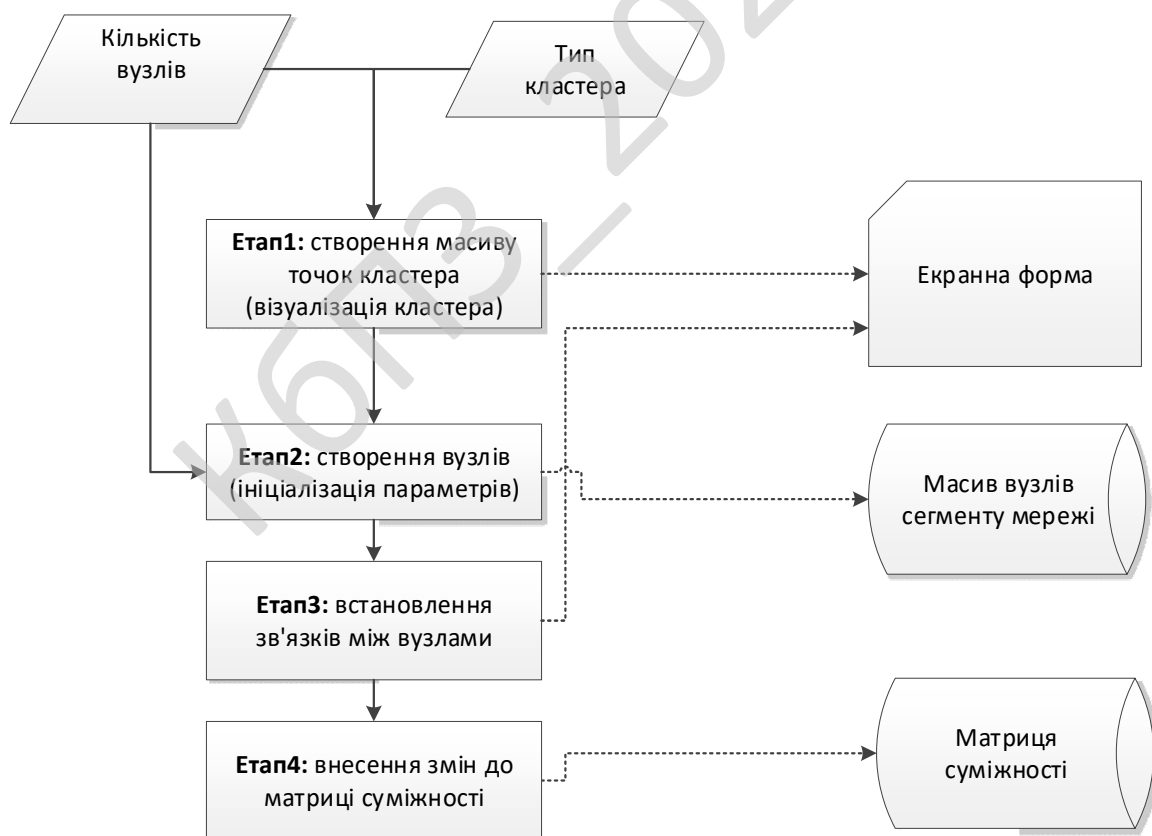 Кількість
вузлів
Тип
кластера
Етап1: створення масиву
точок кластера
(візуалізація кластера)
Екранна форма
Етап2: створення вузлів
(ініціалізація параметрів)
Масив вузлів
сегменту мережі
Етап3: встановлення
зв'язків між вузлами
Етап4: внесення змін до
матриці суміжності
Матриця
суміжності